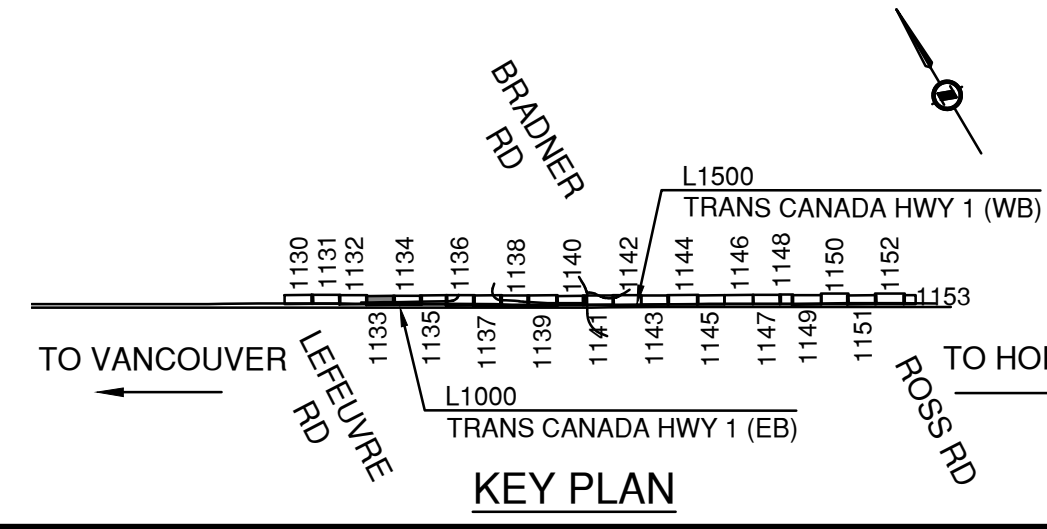 BRADNER
RD
L1500
TRANS CANADA HWY 1 (WB)
1130
1131
1132
1134
1136
1138
1140
1142
1144
1146
1148
1150
1152
1153
1133
1135
1137
1139
1141
1143
1145
1147
1149
1151
TO VANCOUVER
LEFEUVRE
RD
L1000
TRANS CANADA HWY 1 (EB)
ROSS RD
TO
KEY PLAN